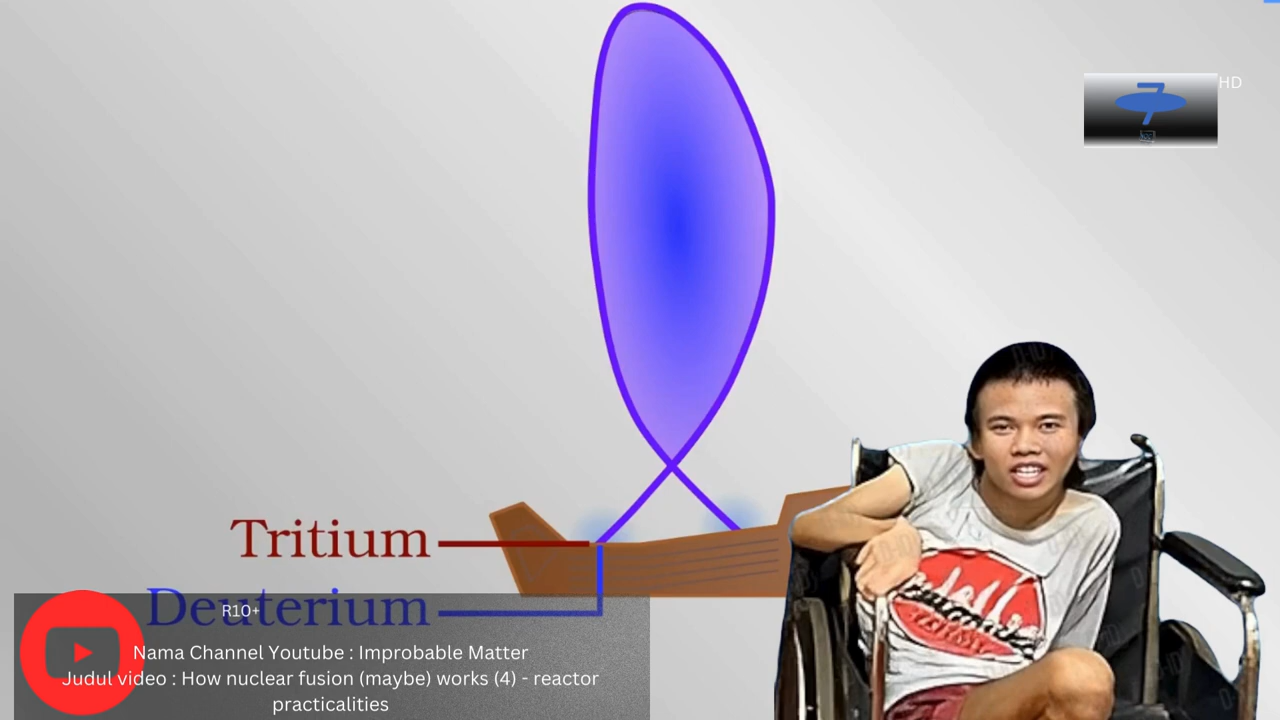 HD
7
Tritium
Deuterium
R10+
Nama Channel Youtube : Improbable Matter
Judul video : How nuclear fusion (maybe) works (4) - reactor
practicalities